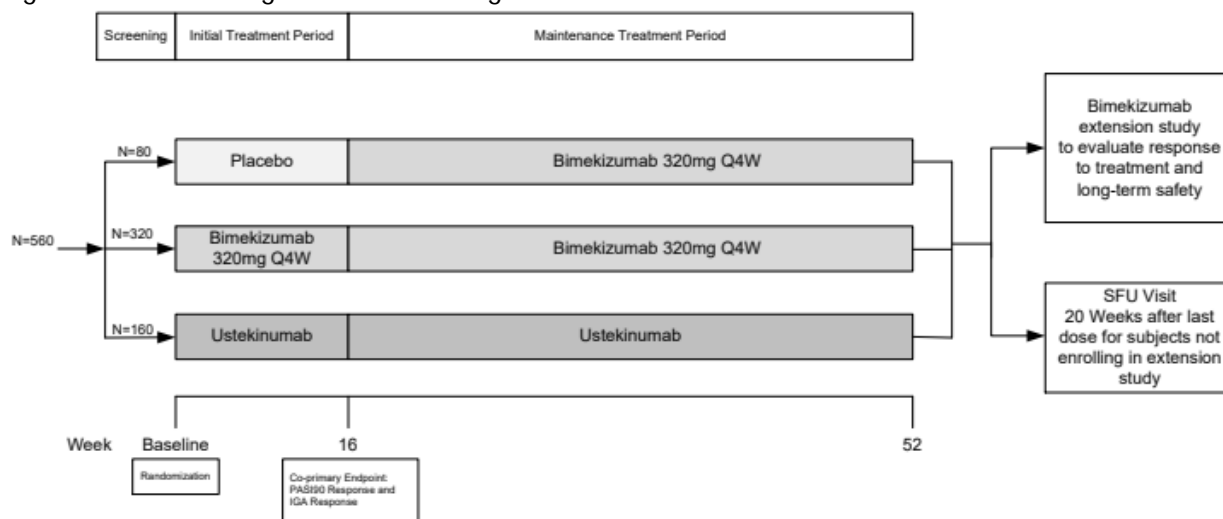 Screening
Initial Treatment Period
Maintenance Treatment Period
N=560
N=80
Placebo
Bimekizumab 320mg Q4W
N=320
Bimekizumab
320mg Q4W
Bimekizumab 320mg Q4W
N=160
Ustekinumab
Ustekinumab
Bimekizumab
extension study
to evaluate response
to treatment and
long-term safety
SFU Visit
20 Weeks after last
dose for subjects not
enrolling in extension
study
Week
Baseline
16
52
Randomization
Co-primary Endpoint:
PASI90 Response and
IGA Response